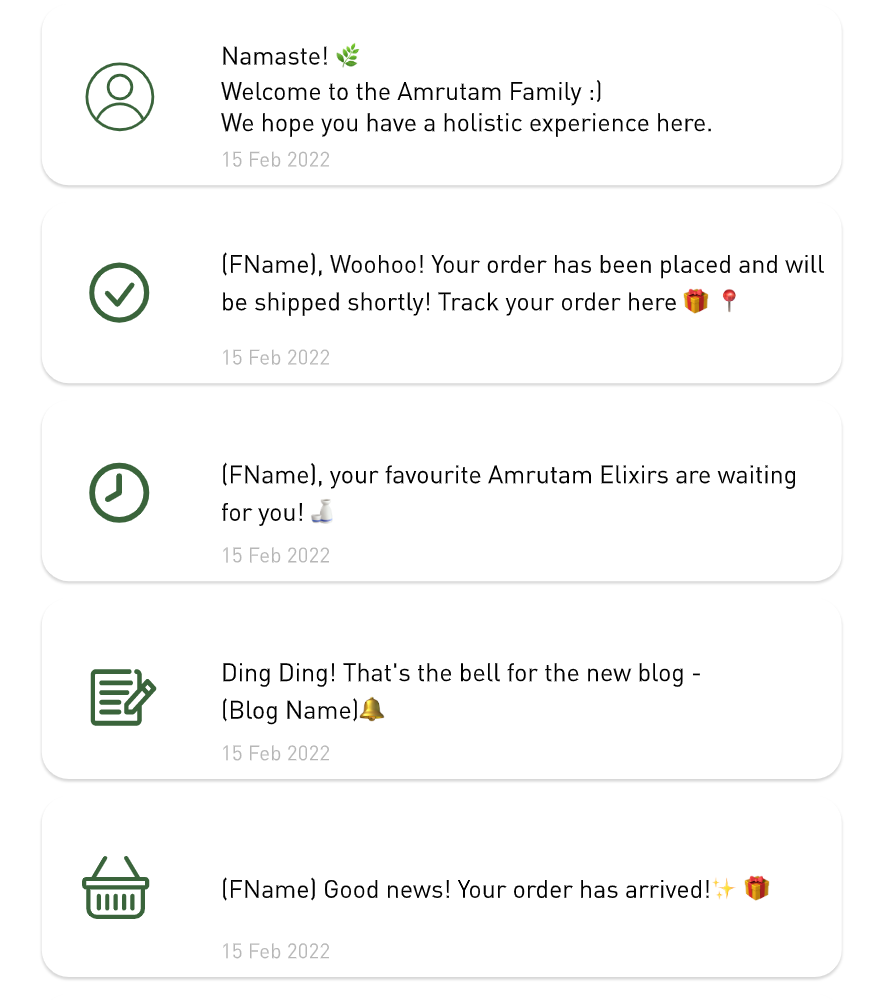 Namaste! 🌿
Welcome to the Amrutam Family :)
We hope you have a holistic experience here.
15 Feb 2022
(FName), Woohoo! Your order has been placed and will
be shipped shortly! Track your order here 🎁 📍
15 Feb 2022
(FName), your favourite Amrutam Elixirs are waiting
for you! 🍶
15 Feb 2022
Ding Ding! That's the bell for the new blog -
(Blog Name)🔔
15 Feb 2022
(FName) Good news! Your order has arrived!✨ 🎁
15 Feb 2022